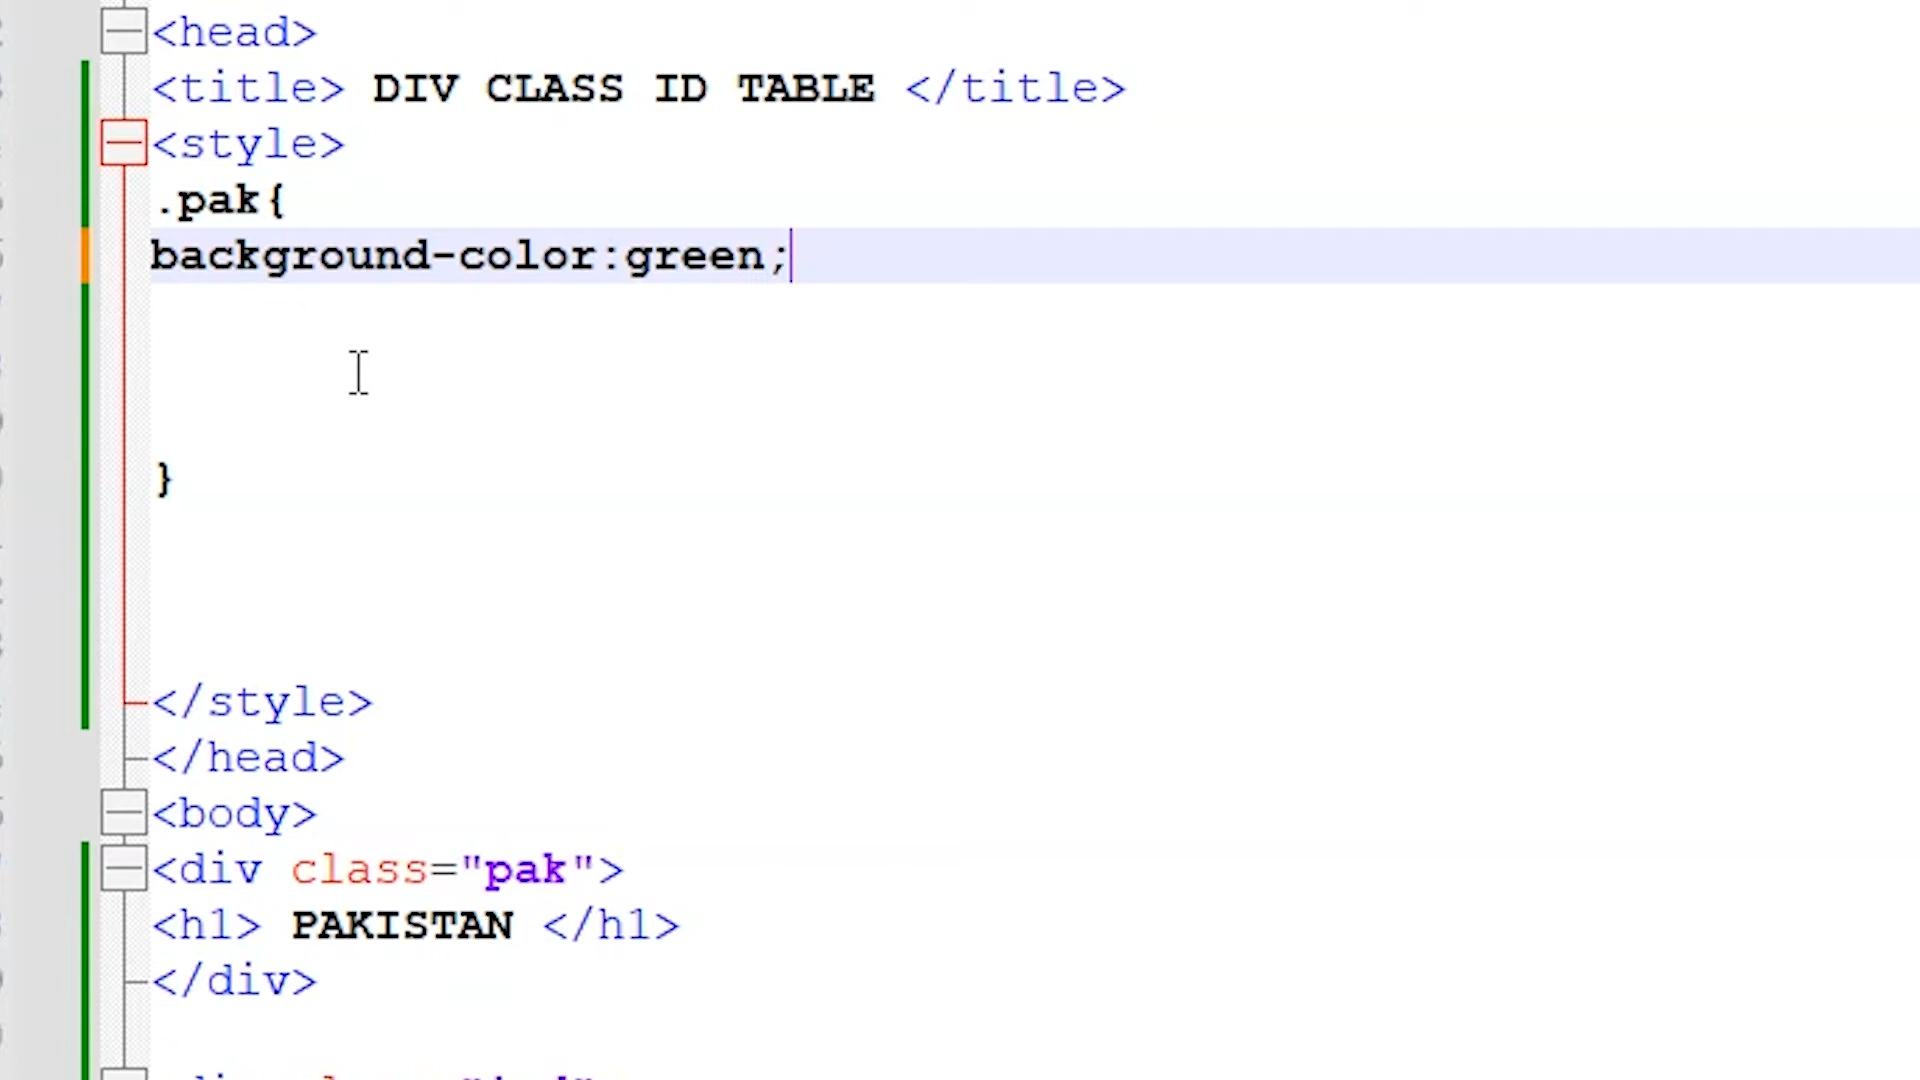 <head>
<title> DIV CLASS ID TABLE </title>
<style>
.pak{
background-color:green;
}
</style>
</head>
<body>
<div class="pak">
<h1> PAKISTAN </h1>
</div>